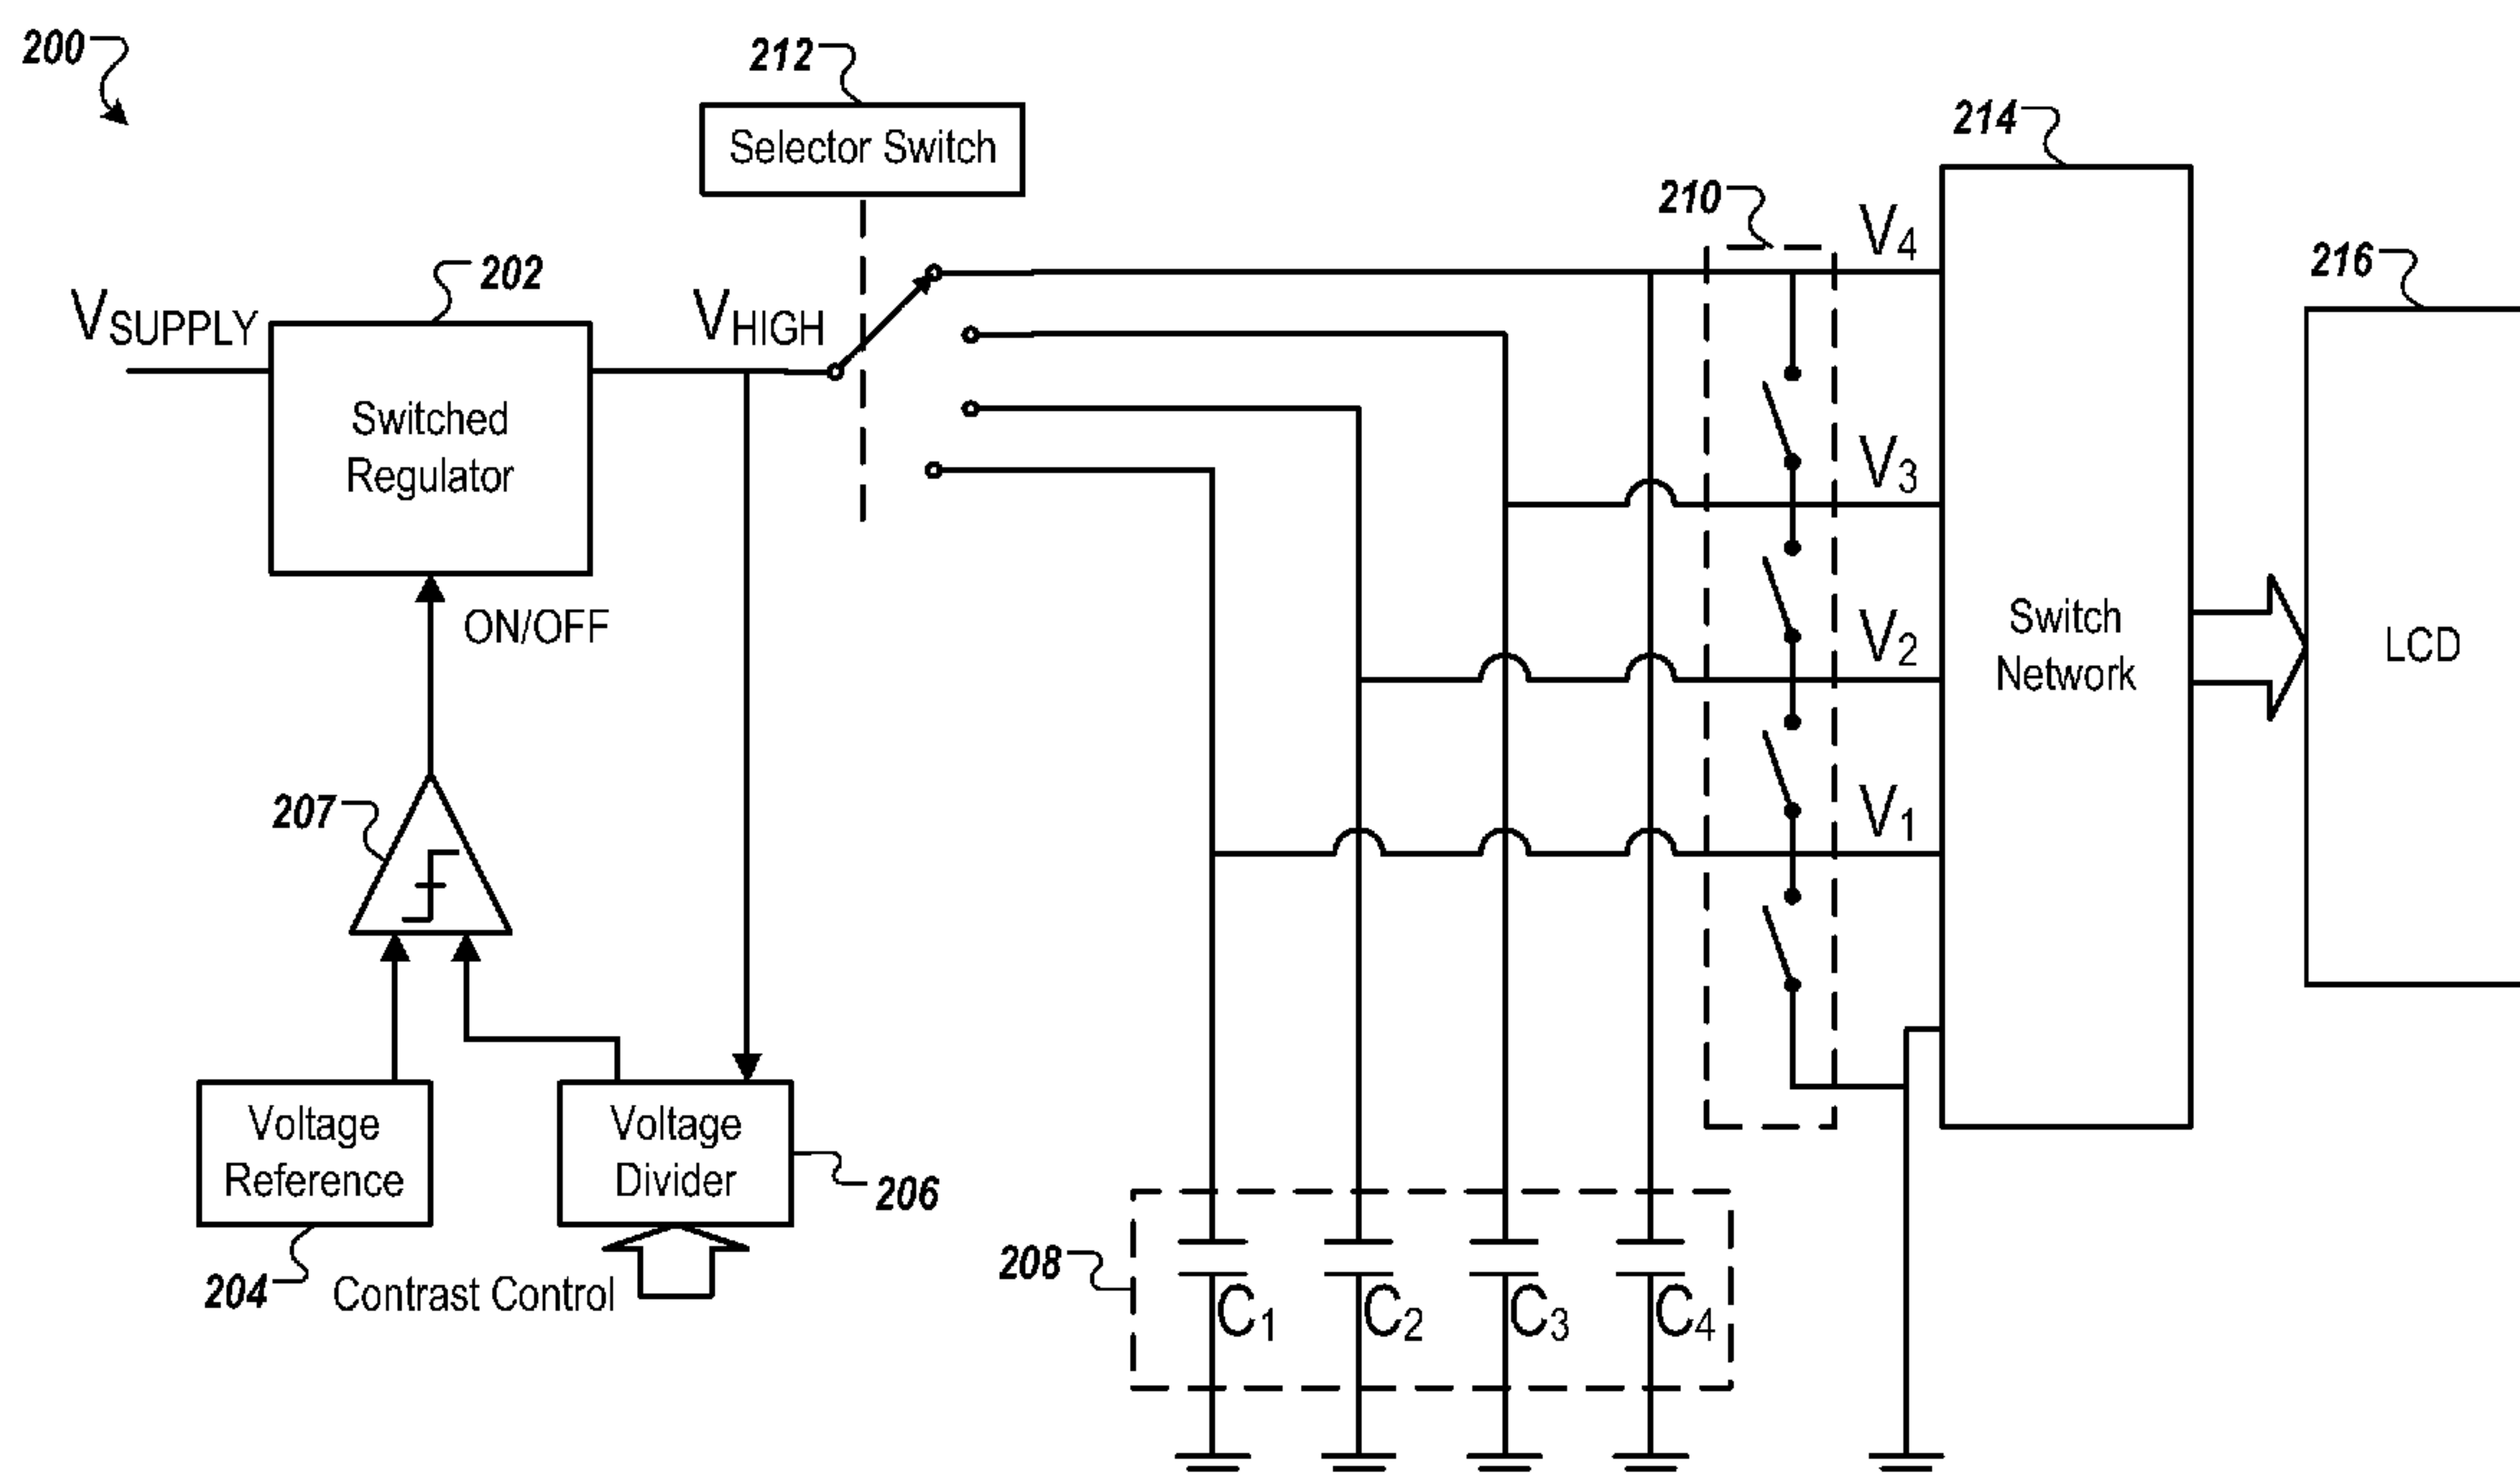 200
212
Selector Switch
214
210
V4
202
216
VSUPPLY
VHIGH
Switched
Regulator
V3
ON/OFF
V2
Switch
Network
LCD
207
V1
Voltage
Reference
Voltage
Divider
206
204
Contrast Control
208
C1
C2
C3
C4